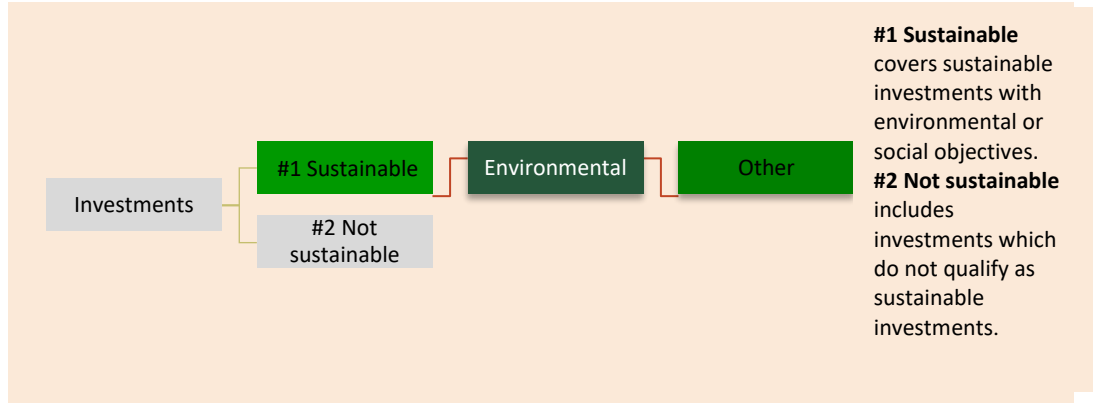 Investments
#1 Sustainable
#2 Not
sustainable
Environmental
Other
#1 Sustainable
covers sustainable
investments with
environmental or
social objectives.
#2 Not sustainable
includes
investments which
do not qualify as
sustainable
investments.